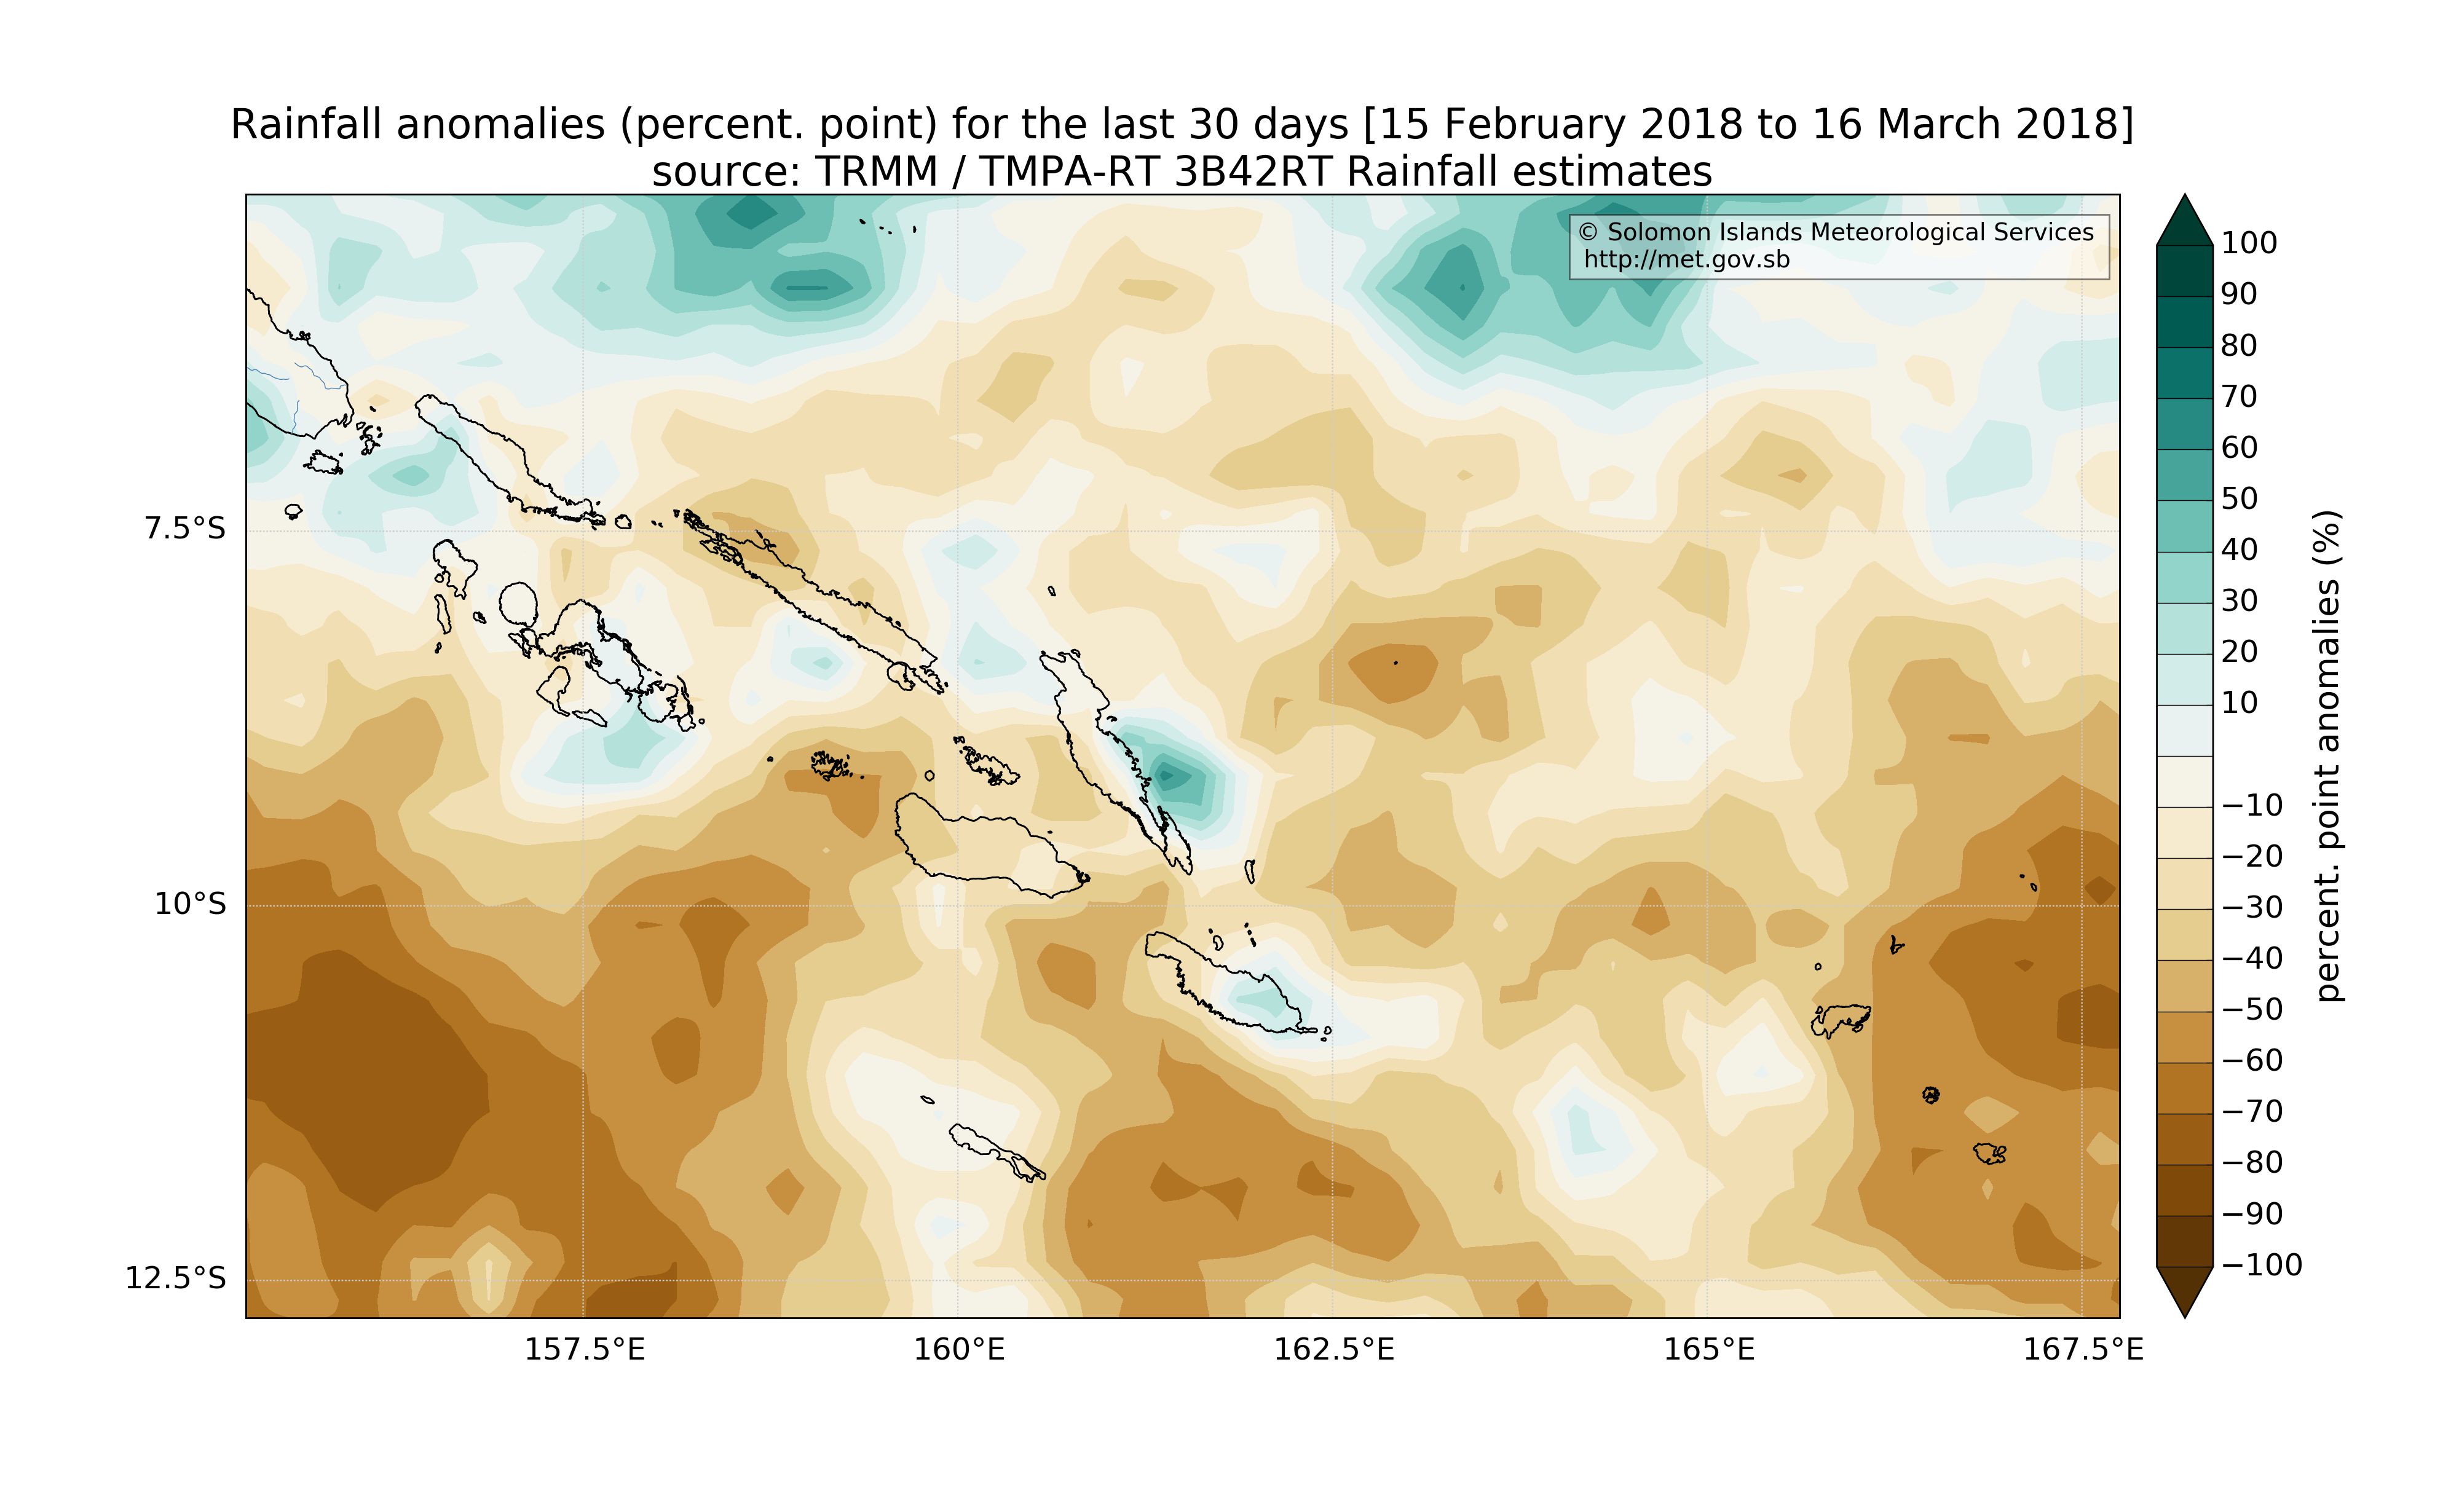 Rainfall anomalies (percent. point) for the last 30 days [15 February 2018 to 16 March 2018]
source: TRMM / TMPA-RT 3B42RT Rainfall estimates
© Solomon Islands Meteorological Services
http://met.gov.sb
7.5°S
10°S
12.5°S
157.5°E
160°E
162.5°E
165°E
167.5°E
100
90
80
70
60
50
40
30
20
10
−10
−20
−30
−40
−50
−60
−70
−80
−90
−100
percent. point anomalies (%)